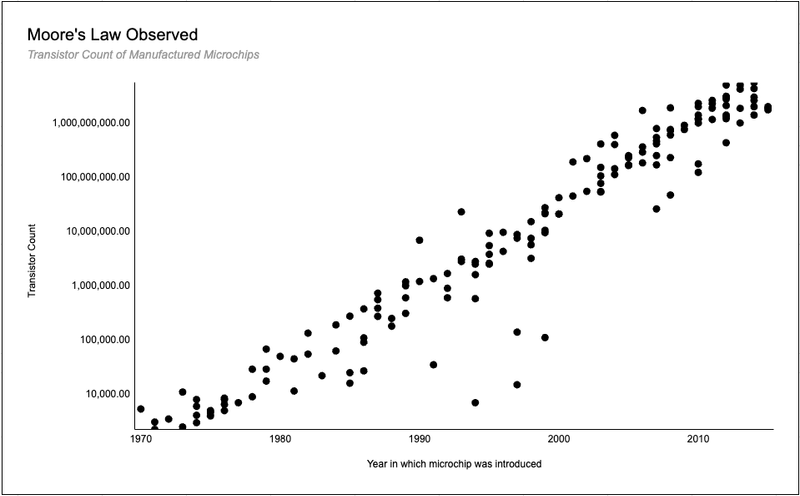 Moore's Law Observed
Transistor Count of Manufactured Microchips
1,000,000,000.00
100,000,000.00
10,000,000.00
1,000,000.00
100,000.00
10,000.00
Transistor Count
1970 1980 1990 2000 2010
Year in which microchip was introduced